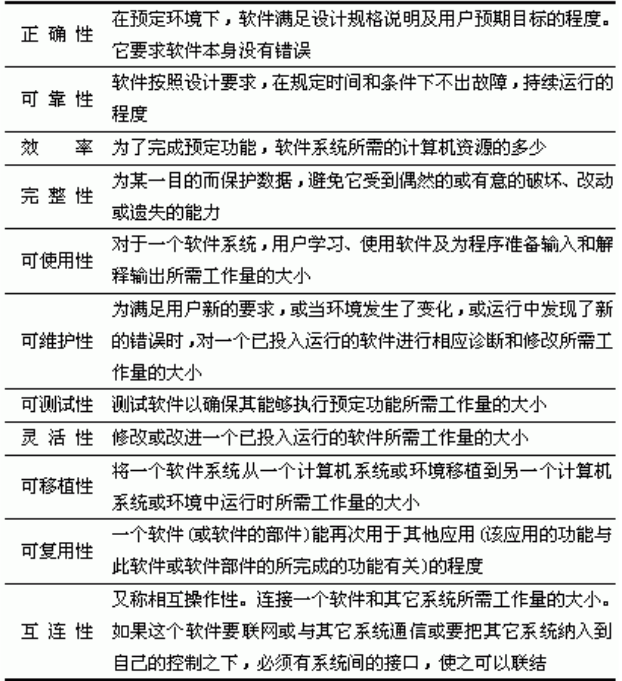 正 确 性 在预定环境下，软件满足设计规格说明及用户预期目标的程度。
它要求软件本身没有错误
可 靠 性 软件按照设计要求，在规定时间和条件下不出故障，持续运行的
程度
效 率 为了完成预定功能，软件系统所需的计算机资源的多少
完 整 性 为某一目的而保护数据，避免它受到偶然的或有意的破坏、改动
或遗失的能力
可使用性 对于一个软件系统，用户学习、使用软件及为程序准备输入和解
释输出所需工作量的大小
可维护性 为满足用户新的要求，或当环境发生了变化，或运行中发现了新
的错误时，对一个已投入运行的软件进行相应诊断和修改所需工
作量的大小
可测试性 测试软件以确保其能够执行预定功能所需工作量的大小
灵 活 性 修改或改进一个已投入运行的软件所需工作量的大小
可移植性 将一个软件系统从一个计算机系统或环境移植到另一个计算机
系统或环境中运行时所需工作量的大小
可复用性 一个软件(或软件的部件)能再次用于其他应用(该应用的功能与
此软件或软件部件的所完成的功能有关)的程度
互 连 性 又称相互操作性。连接一个软件和其它系统所需工作量的大小。
如果这个软件要联网或与其它系统通信或要把其它系统纳入到
自己的控制之下，必须有系统间的接口，使之可以联结